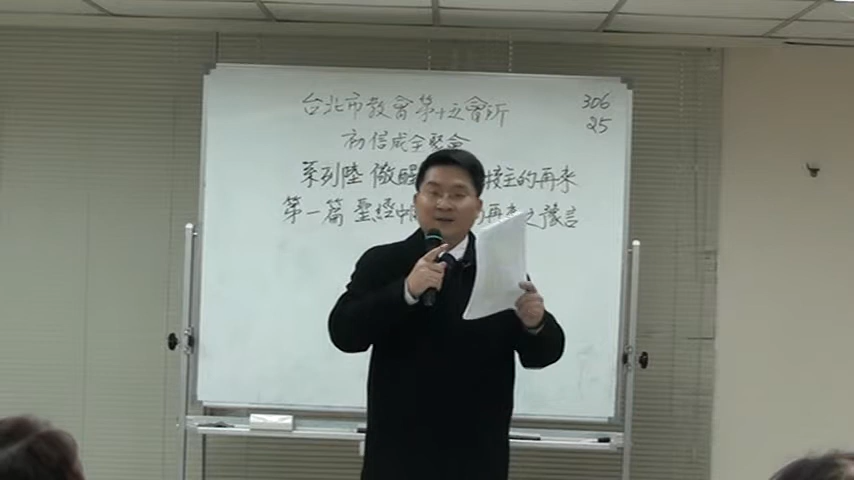 台北市教會第十五會所
306
25
初信成全聚會
系列陸 儆醒 接主的再來
第一篇 聖經中 再來之豫言